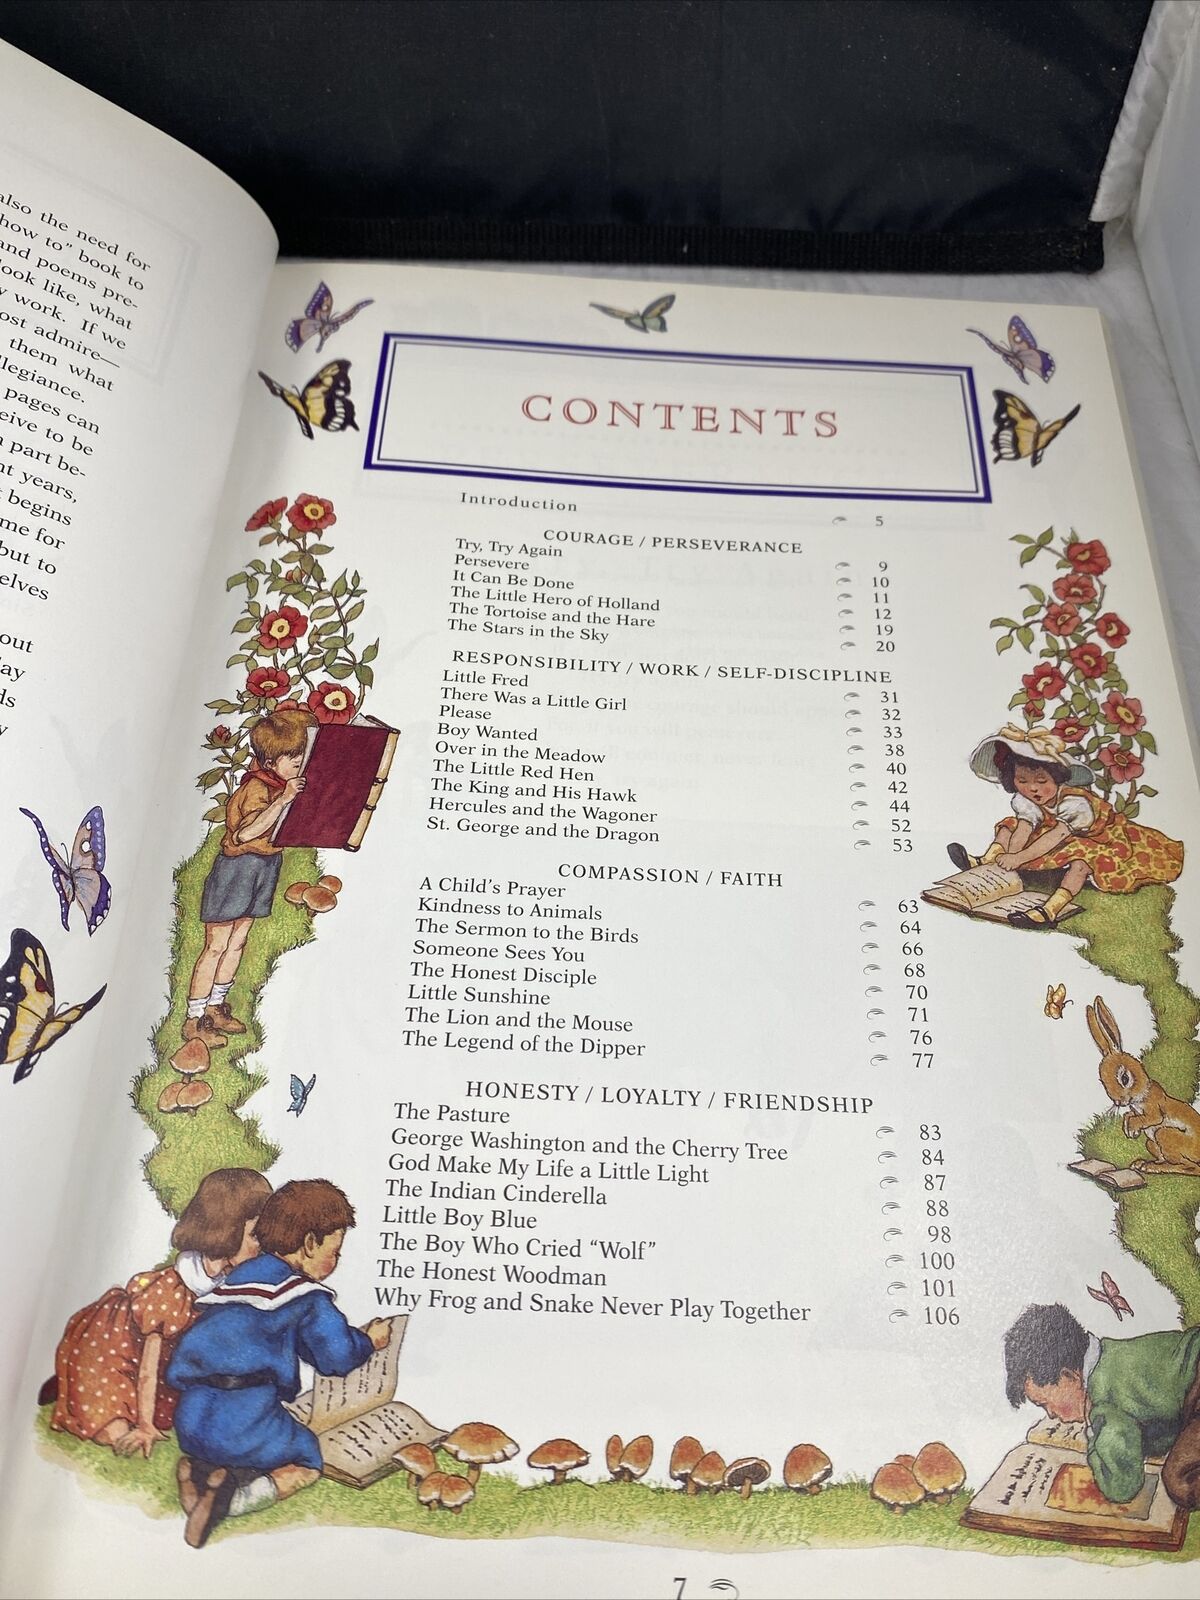 also the need for
how to" book to
and poems pre-
look like, what
work. If we
ost admire—
them what
llegiance.
pages can
eive to be
part be-
nt years,
begins
me for
but to
elves
out
ay
ds
y
CONTENTS
Introduction 5
COURAGE / PERSEVERANCE
Try, Try Again 9
Persevere 10
It Can Be Done 11
The Little Hero of Holland 12
The Tortoise and the Hare 19
The Stars in the Sky 20
RESPONSIBILITY / WORK / SELF-DISCIPLINE
Little Fred 31
There Was a Little Girl 32
Please 33
Boy Wanted 38
Over in the Meadow 40
The Little Red Hen 42
The King and His Hawk 44
Hercules and the Wagoner 52
St. George and the Dragon 53
COMPASSION / FAITH
A Child's Prayer 63
Kindness to Animals 64
The Sermon to the Birds 66
Someone Sees You 68
The Honest Disciple 70
Little Sunshine 71
The Lion and the Mouse 76
The Legend of the Dipper 77
HONESTY / LOYALTY / FRIENDSHIP
The Pasture 83
George Washington and the Cherry Tree 84
God Make My Life a Little Light 87
The Indian Cinderella 88
Little Boy Blue 98
The Boy Who Cried "Wolf" 100
The Honest Woodman 101
Why Frog and Snake Never Play Together 106
7